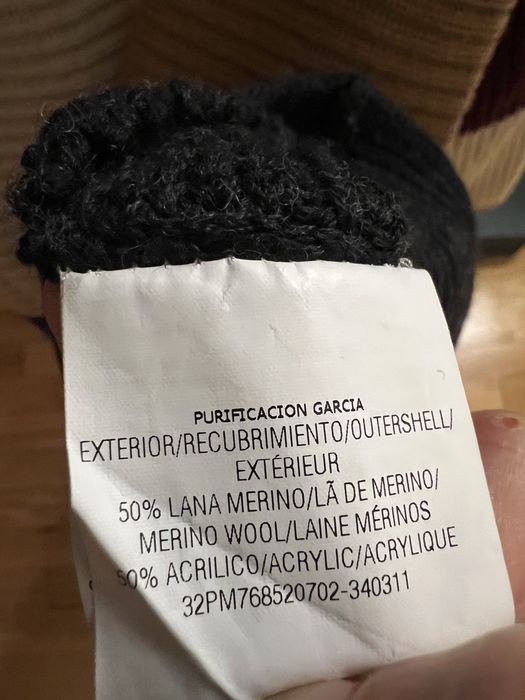 PURIFICACION GARCIA
EXTERIOR/RECUBRIMIENTO/OUTERSHELL/
EXTÉRIEUR
50% LANA MERINO/LÃ DE MERINO/
MERINO WOOL/LAINE MÉRINOS
50% ACRILICO/ACRYLIC/ACRYLIQUE
32PM768520702-340311